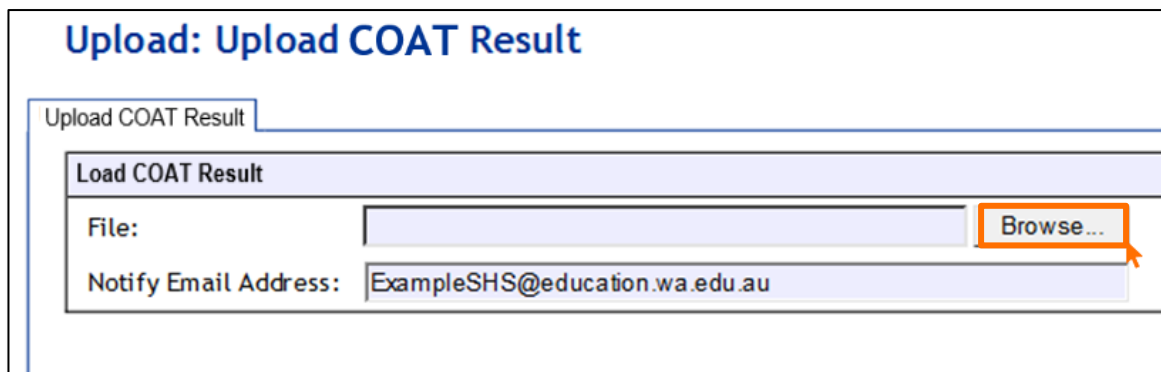 Upload: Upload COAT Result
Upload COAT Result
Load COAT Result
File: Browse...
Notify Email Address: ExampleSHS@education.wa.edu.au